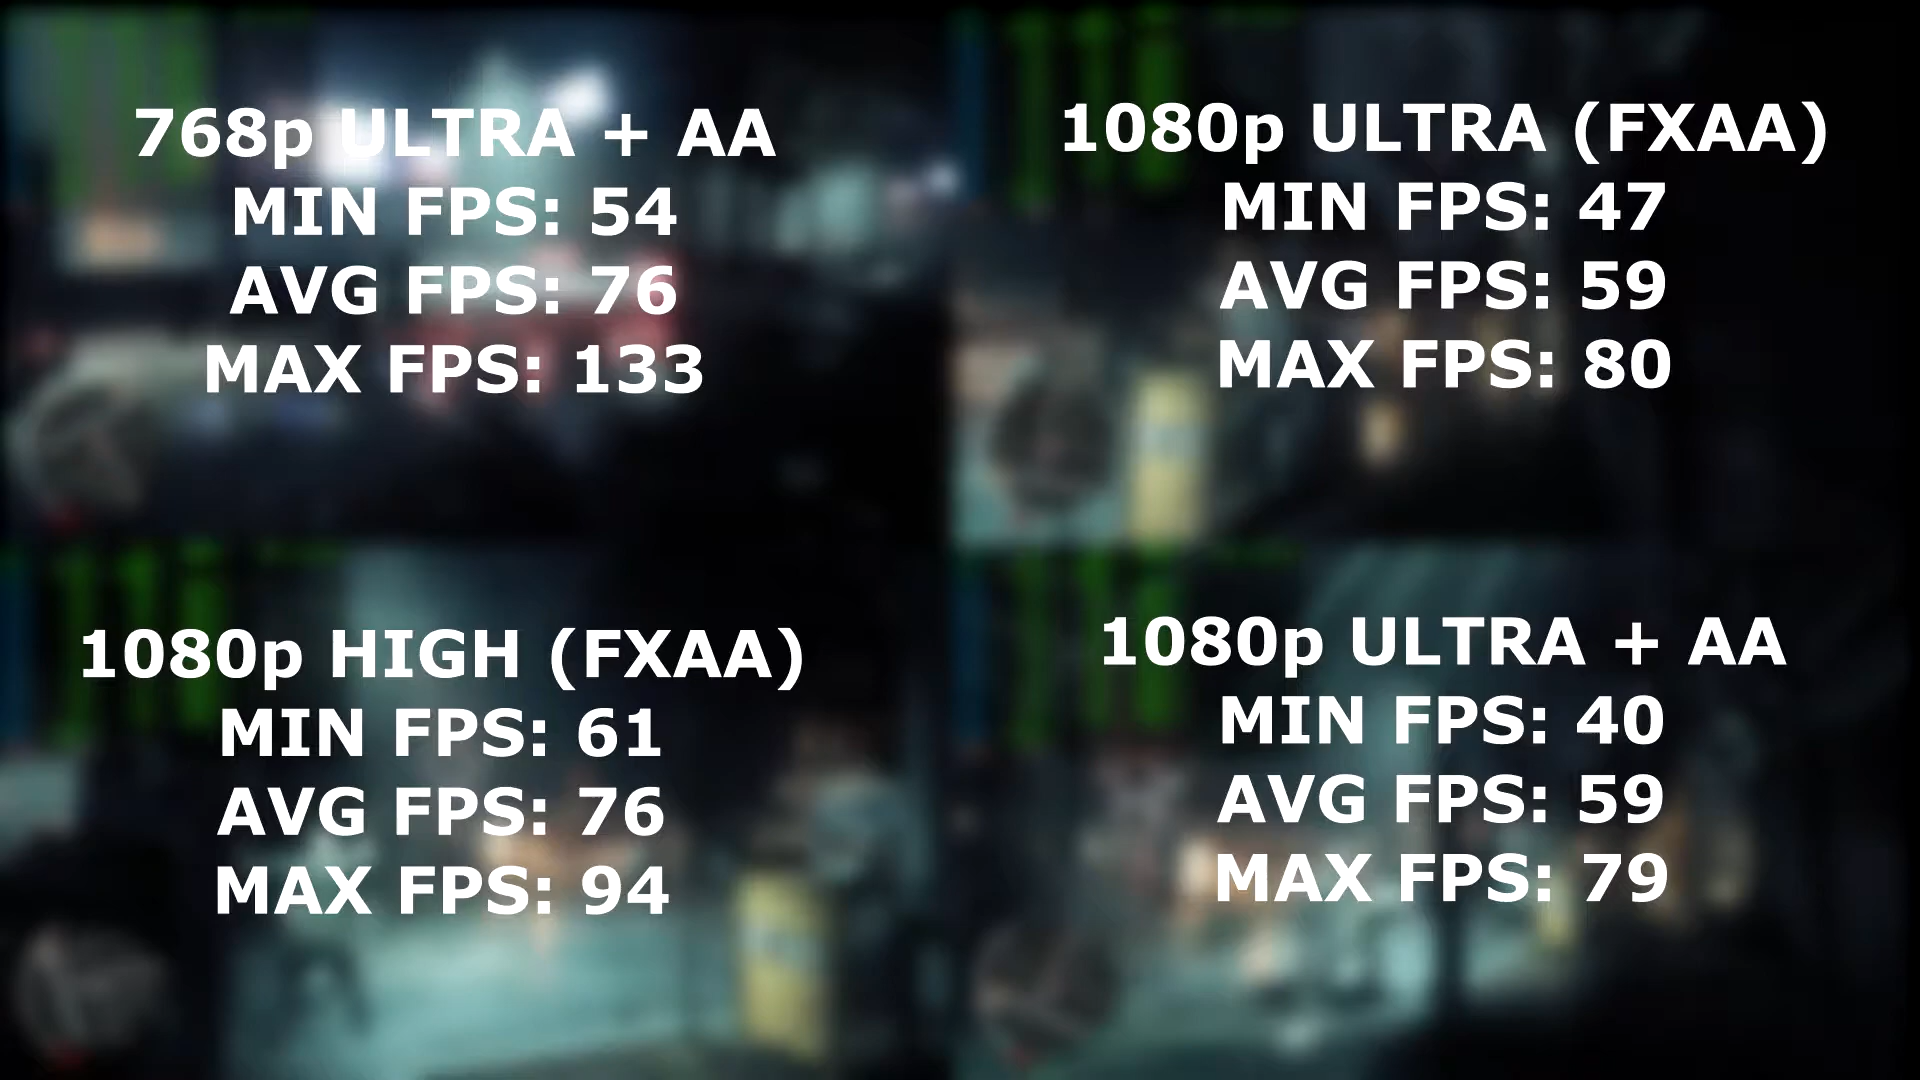 768p ULTRA + AA
MIN FPS: 54
AVG FPS: 76
MAX FPS: 133
1080p ULTRA (FXAA)
MIN FPS: 47
AVG FPS: 59
MAX FPS: 80
1080p HIGH (FXAA)
MIN FPS: 61
AVG FPS: 76
MAX FPS: 94
1080p ULTRA + AA
MIN FPS: 40
AVG FPS: 59
MAX FPS: 79